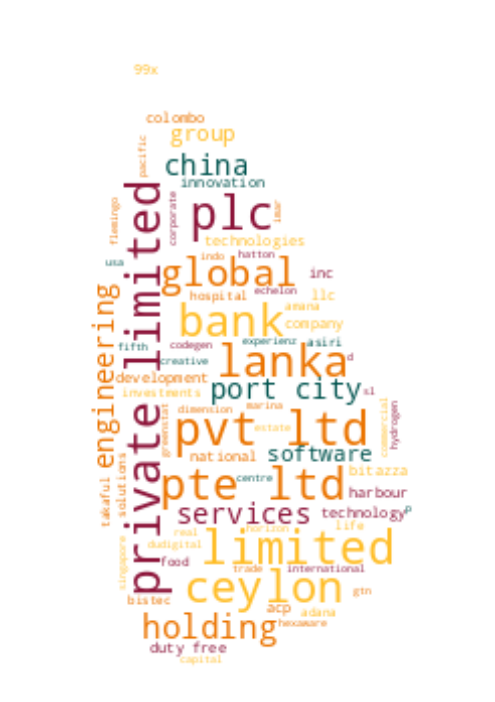 99x
colombo
group
pacific
china
innovation
private limited
corporate
plc
imar
flemingo
technologies
hatton
indo
usa
global
inc
echelon
hospital
llc
engineering
amana
bank
company
experienz
asiri
fifth
codegen
creative
lanka
development
port city
sl
investments
dimension
marina
commercial
hydrogen
greenstat
pvt ltd
estate
software
national
bitazza
takaful
solutions
pte ltd
centre
harbour
services
technology
life
horizon
real
limited
dudigital
singapore
food
trade
international
ceylon
gtn
bistec
acp
adana
holding
hexaware
duty free
capital